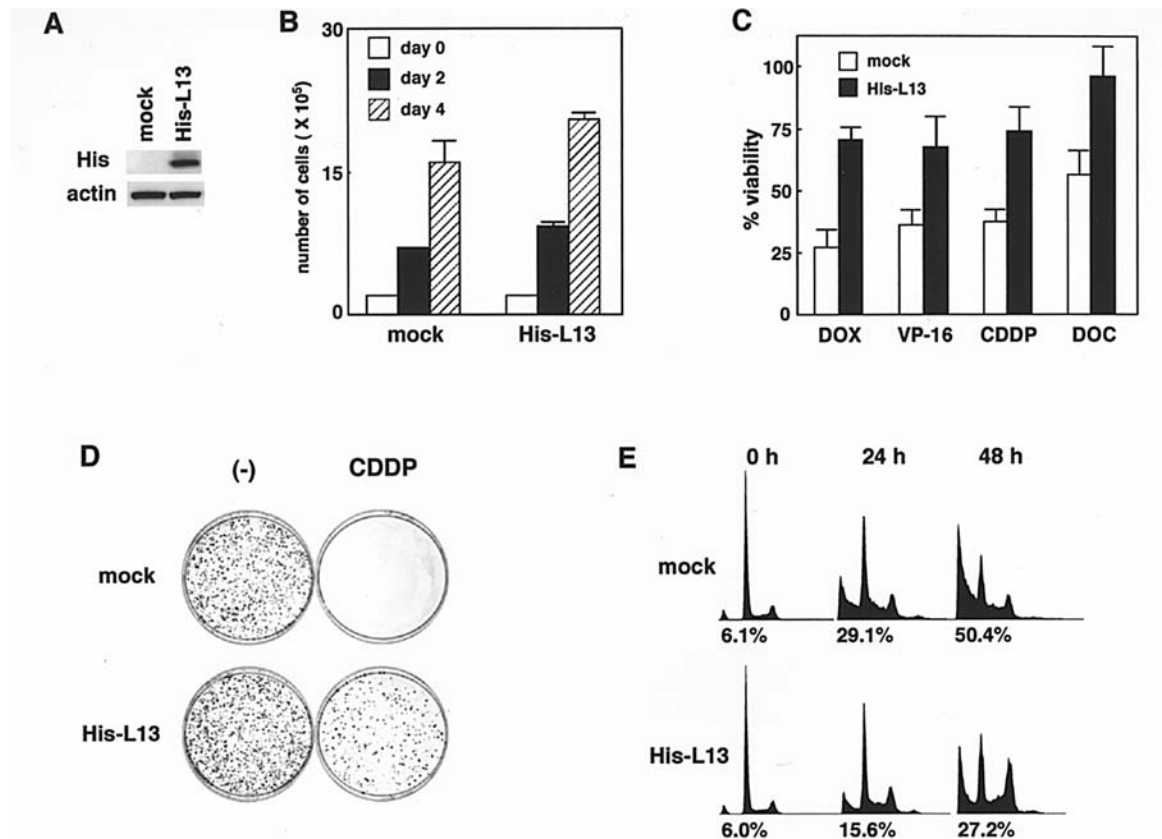 A
mock
His-L13
His
actin
B
30
15
0
number of cells ( X 10⁵)
day 0
day 2
day 4
mock
His-L13
C
100
75
50
25
0
% viability
mock
His-L13
DOX VP-16 CDDP DOC
D
(-) CDDP
mock
His-L13
E
0 h 24 h 48 h
mock
6.1% 29.1% 50.4%
His-L13
6.0% 15.6% 27.2%